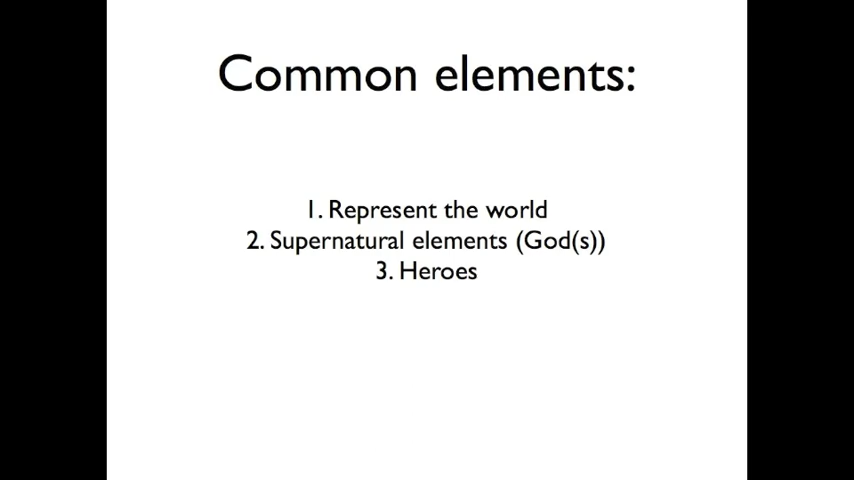 Common elements:
1. Represent the world
2. Supernatural elements (God(s))
3. Heroes